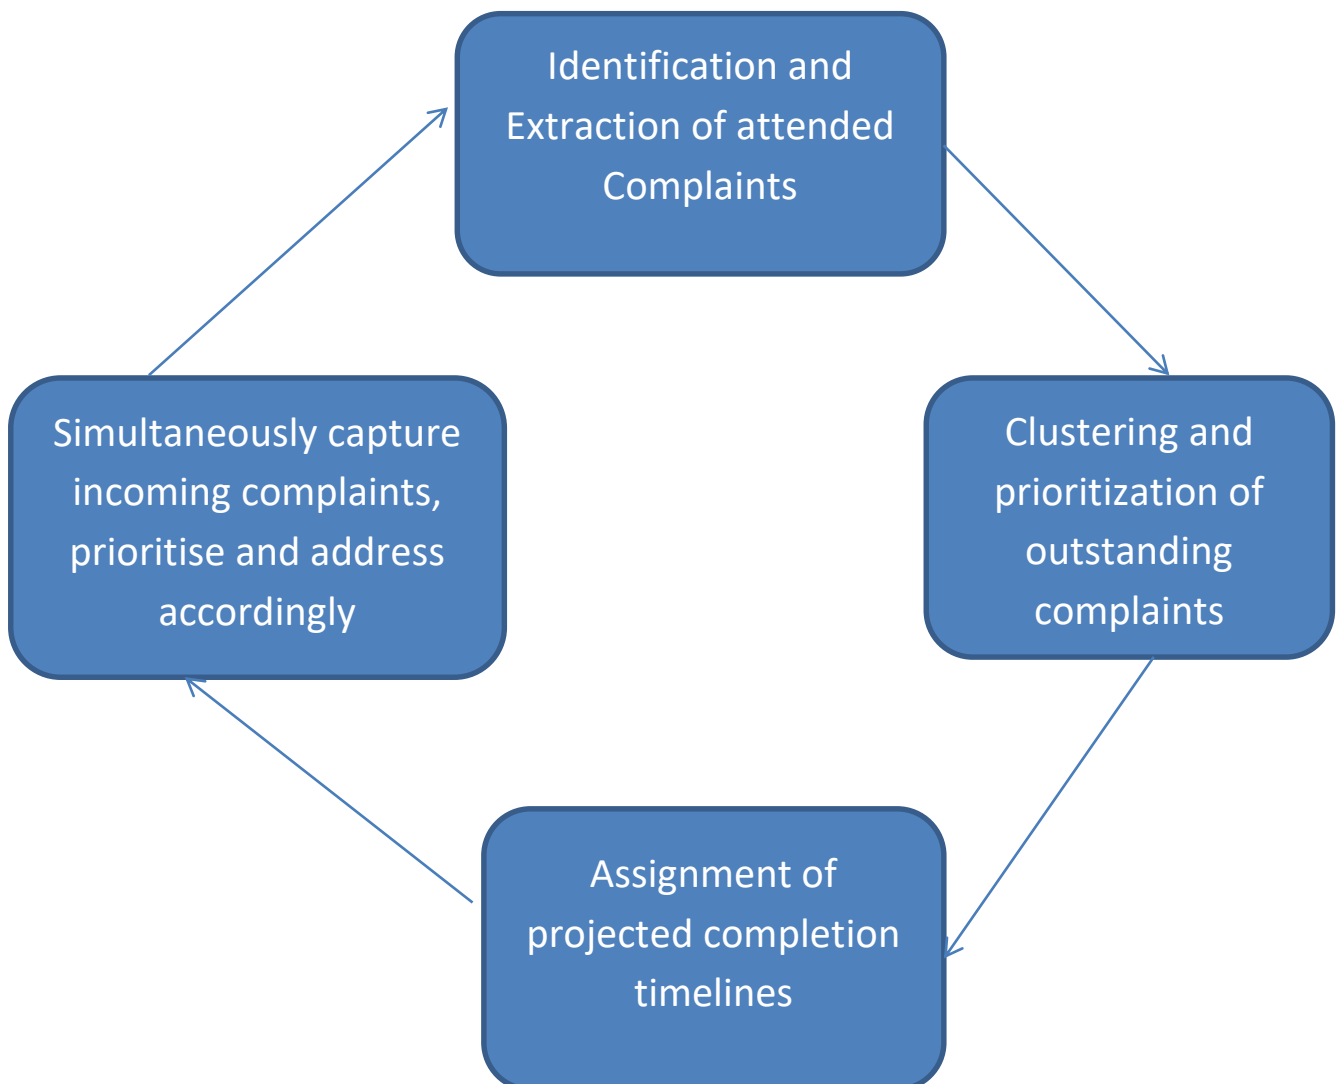 Identification and
Extraction of attended
Complaints
Clustering and
prioritization of
outstanding
complaints
Assignment of
projected completion
timelines
Simultaneously capture
incoming complaints,
prioritise and address
accordingly